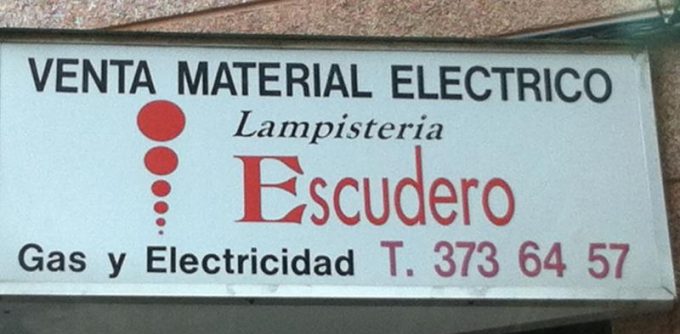 VENTA MATERIAL ELECTRICO
Lampisteria
Escudero
Gas y Electricidad T. 373 64 57